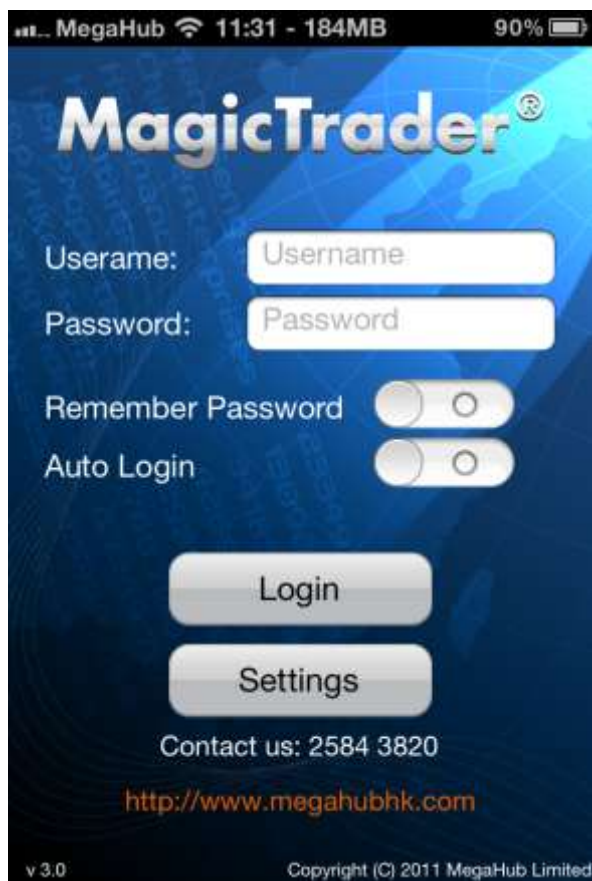 MegaHub 11:31 - 184MB 90%
MagicTrader®
Userame: Username
Password: Password
Remember Password
Auto Login
Login
Settings
Contact us: 2584 3820
http://www.megahubhk.com
v 3.0 Copyright (C) 2011 MegaHub Limited